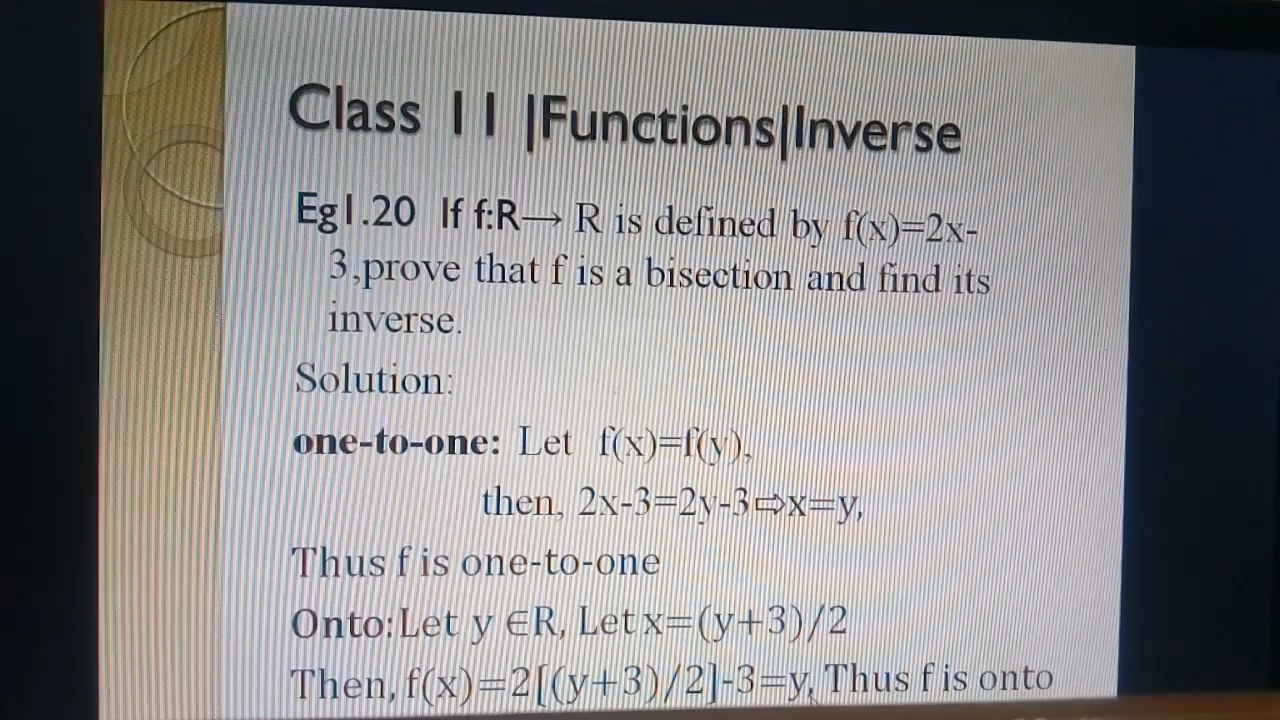 Class 11 |Functions|Inverse
Eg1.20 If f:R→ R is defined by f(x)=2x-
3,prove that f is a bisection and find its
inverse.
Solution:
one-to-one: Let f(x)=f(y),
then, 2x-3=2y-3⇨x=y,
Thus f is one-to-one
Onto:Let y ∈R, Let x=(y+3)/2
Then, f(x)=2[(y+3)/2]-3=y, Thus f is onto